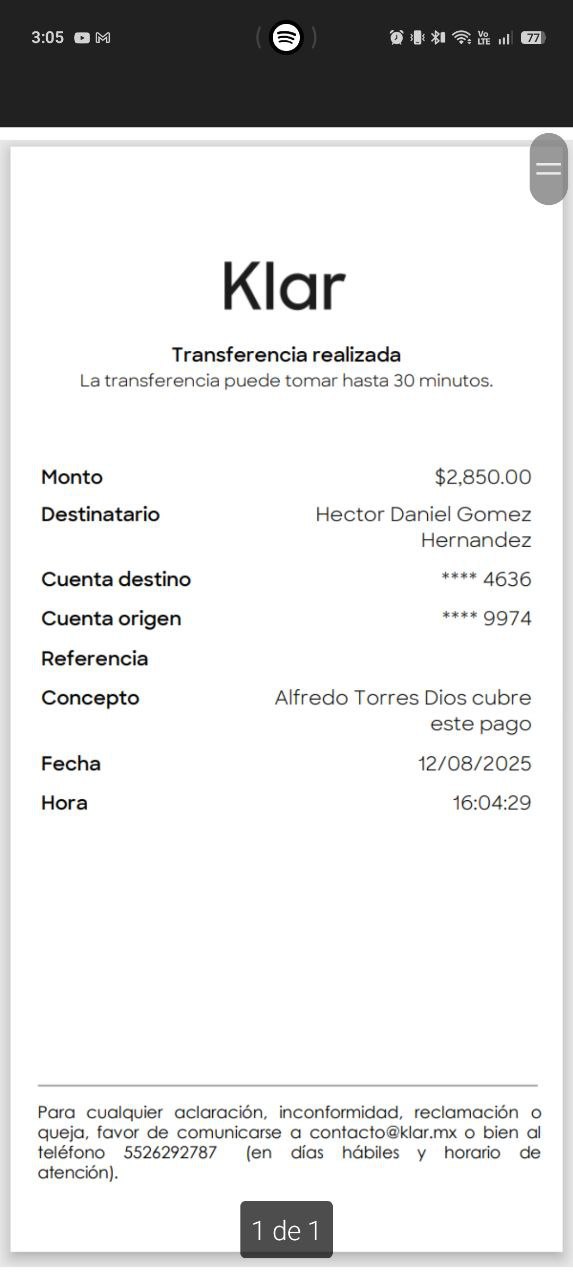 3:05
Vo
LTE
77
Klar
Transferencia realizada
La transferencia puede tomar hasta 30 minutos.
Monto $2,850.00
Destinatario Hector Daniel Gomez
Hernandez
Cuenta destino **** 4636
Cuenta origen **** 9974
Referencia
Concepto Alfredo Torres Dios cubre
este pago
Fecha 12/08/2025
Hora 16:04:29
Para cualquier aclaración, inconformidad, reclamación o
queja, favor de comunicarse a contacto@klar.mx o bien al
teléfono 5526292787 (en días hábiles y horario de
atención).
1 de 1